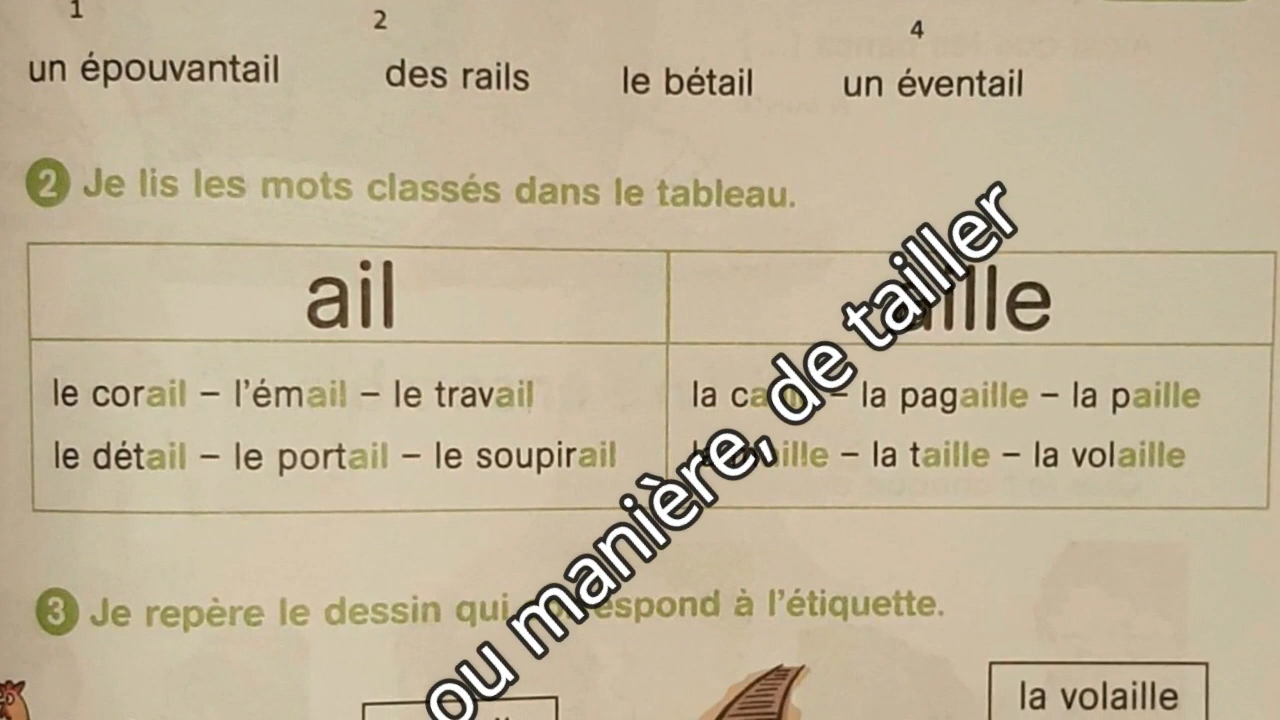 1 2 4
un épouvantail des rails le bétail un éventail
2 Je lis les mots classés dans le tableau.
ail
le corail – l'émail – le travail
le détail – le portail – le soupirail
la – la pagaille – la paille
– la taille – la volaille
3 Je repère le dessin qui à l'étiquette.
la volaille
ou manière, de tailler